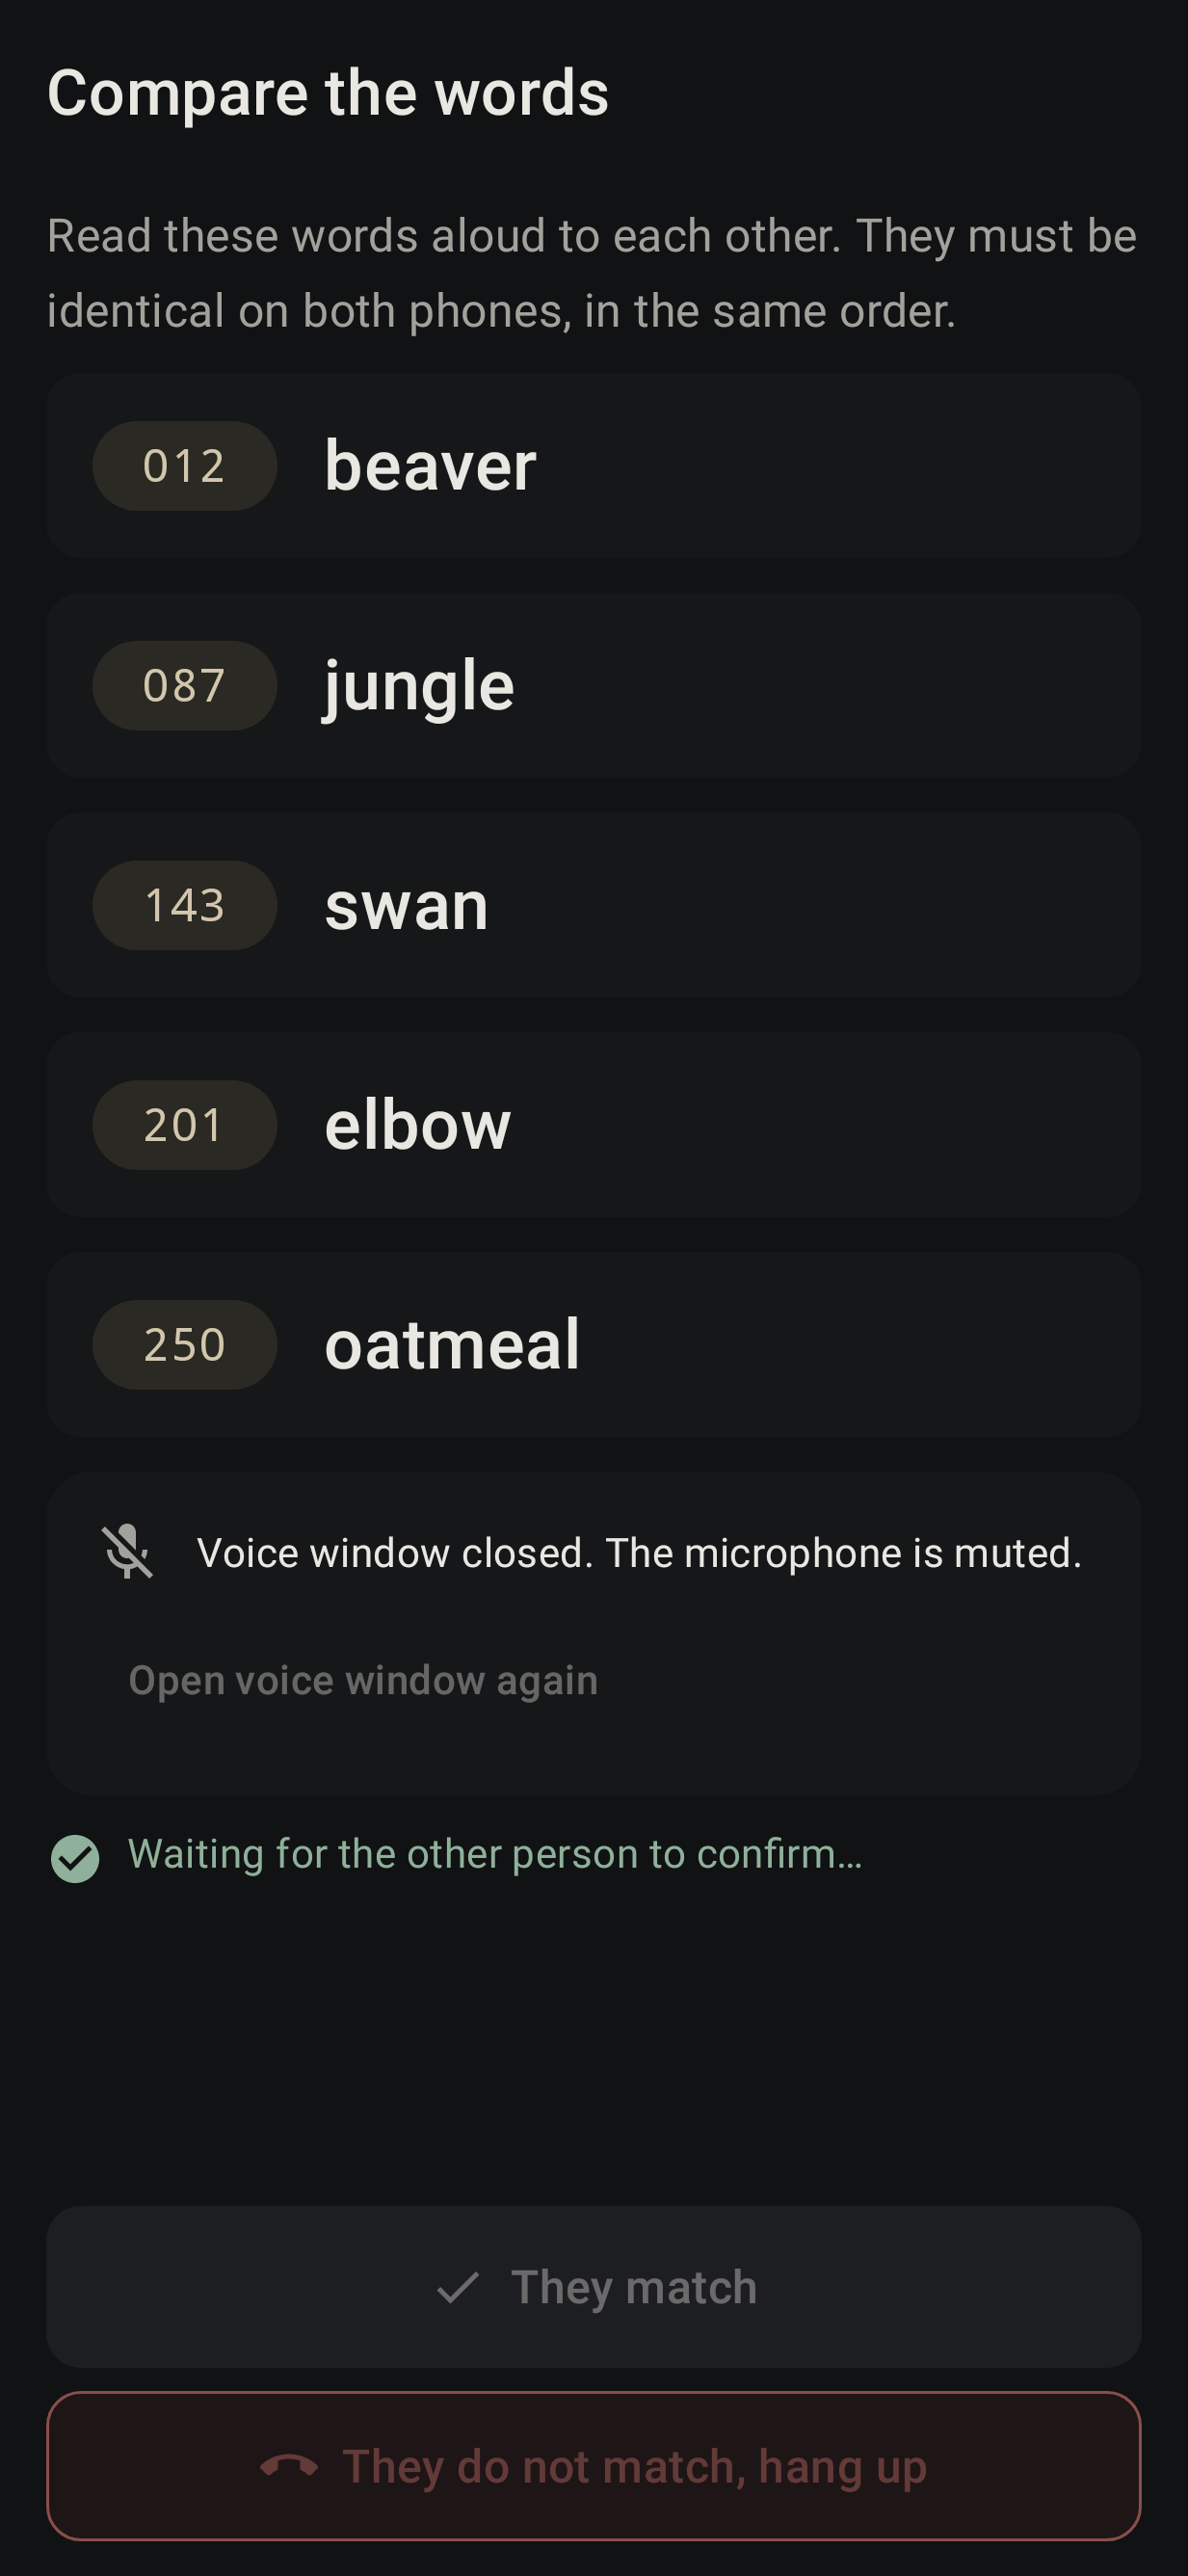 Compare the words
Read these words aloud to each other. They must be
identical on both phones, in the same order.
012 beaver
087 jungle
143 swan
201 elbow
250 oatmeal
Voice window closed. The microphone is muted.
Open voice window again
Waiting for the other person to confirm…
They match
They do not match, hang up